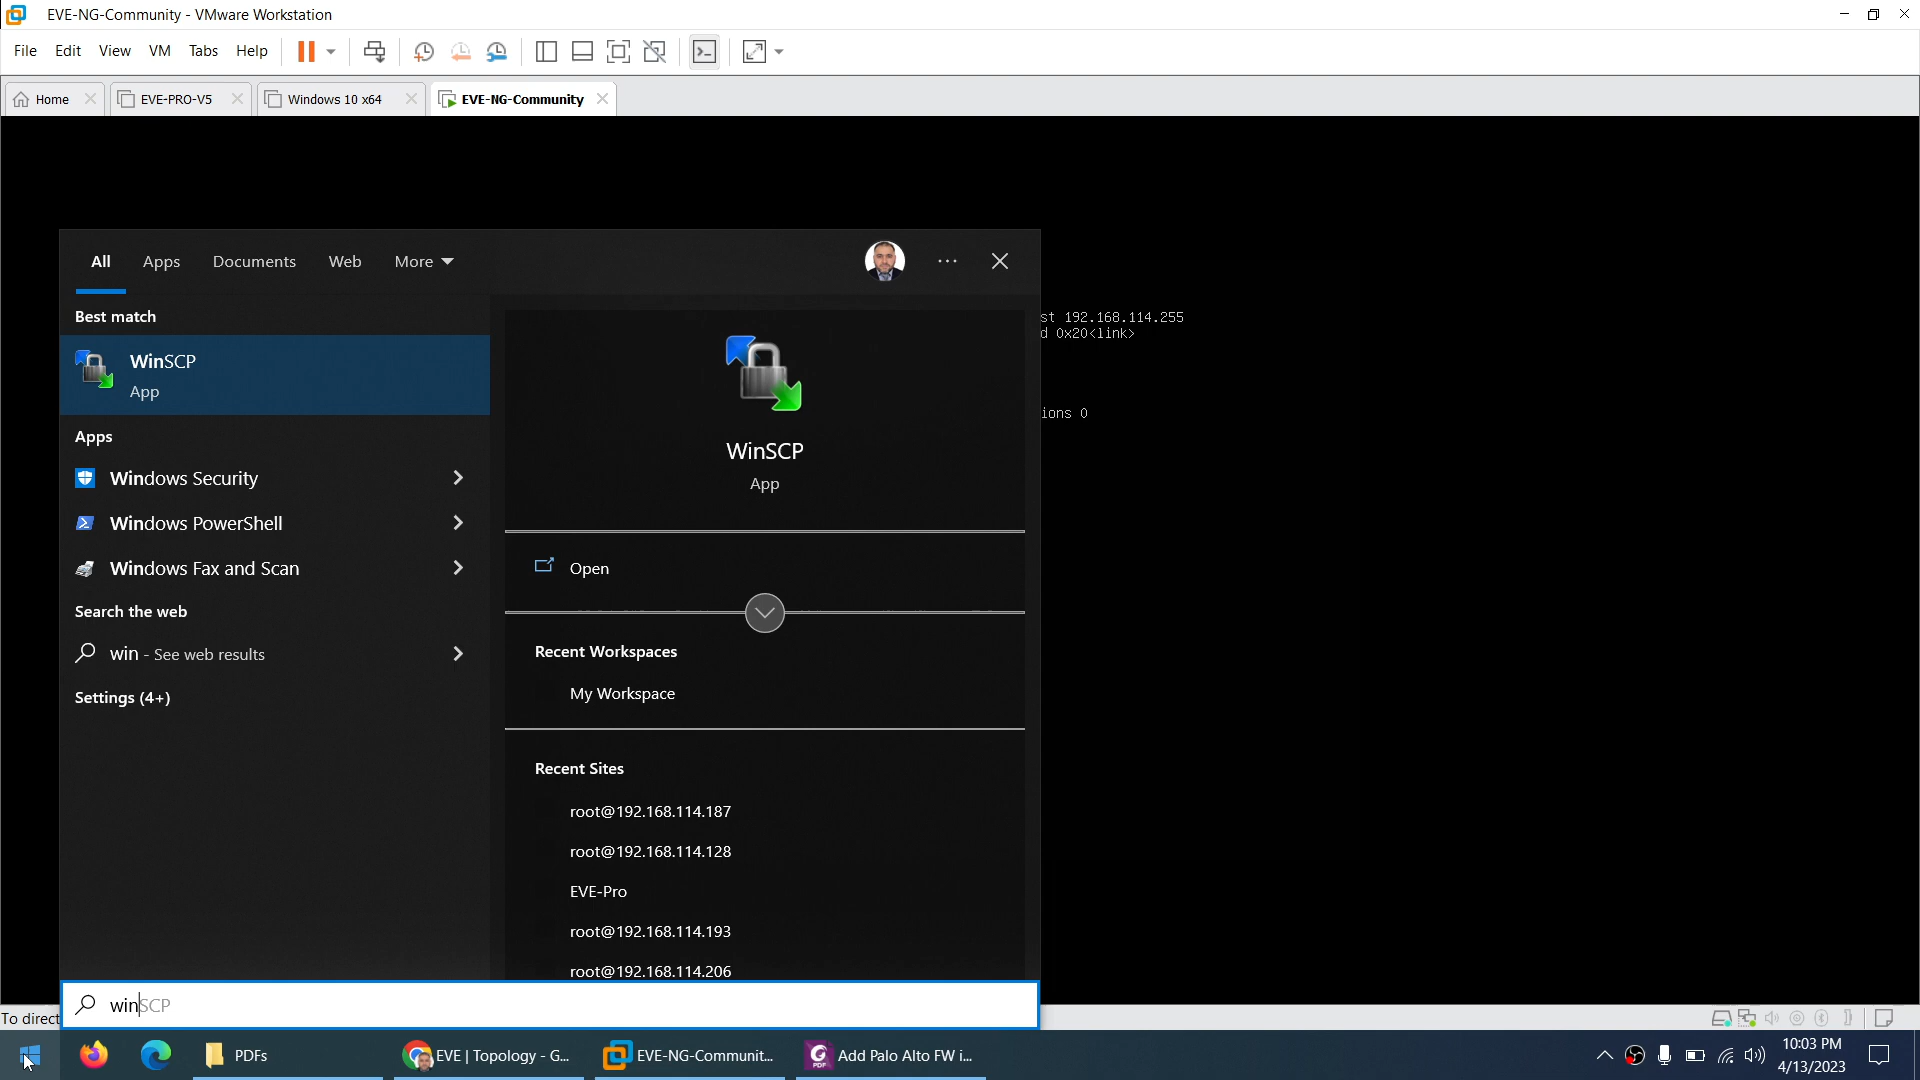 EVE-NG-Community - VMware Workstation
File Edit View VM Tabs Help
Home EVE-PRO-V5 Windows 10 x64 EVE-NG-Community
All Apps Documents Web More
Best match
WinSCP
App
Apps
Windows Security
Windows PowerShell
Windows Fax and Scan
Search the web
win - See web results
Settings (4+)
WinSCP
App
Open
Recent Workspaces
My Workspace
Recent Sites
root@192.168.114.187
root@192.168.114.128
EVE-Pro
root@192.168.114.193
root@192.168.114.206
st 192.168.114.255
d 0x20<link>
ions 0
winSCP
To direct
PDFs
EVE | Topology - G...
EVE-NG-Communit...
Add Palo Alto FW i...
10:03 PM
4/13/2023